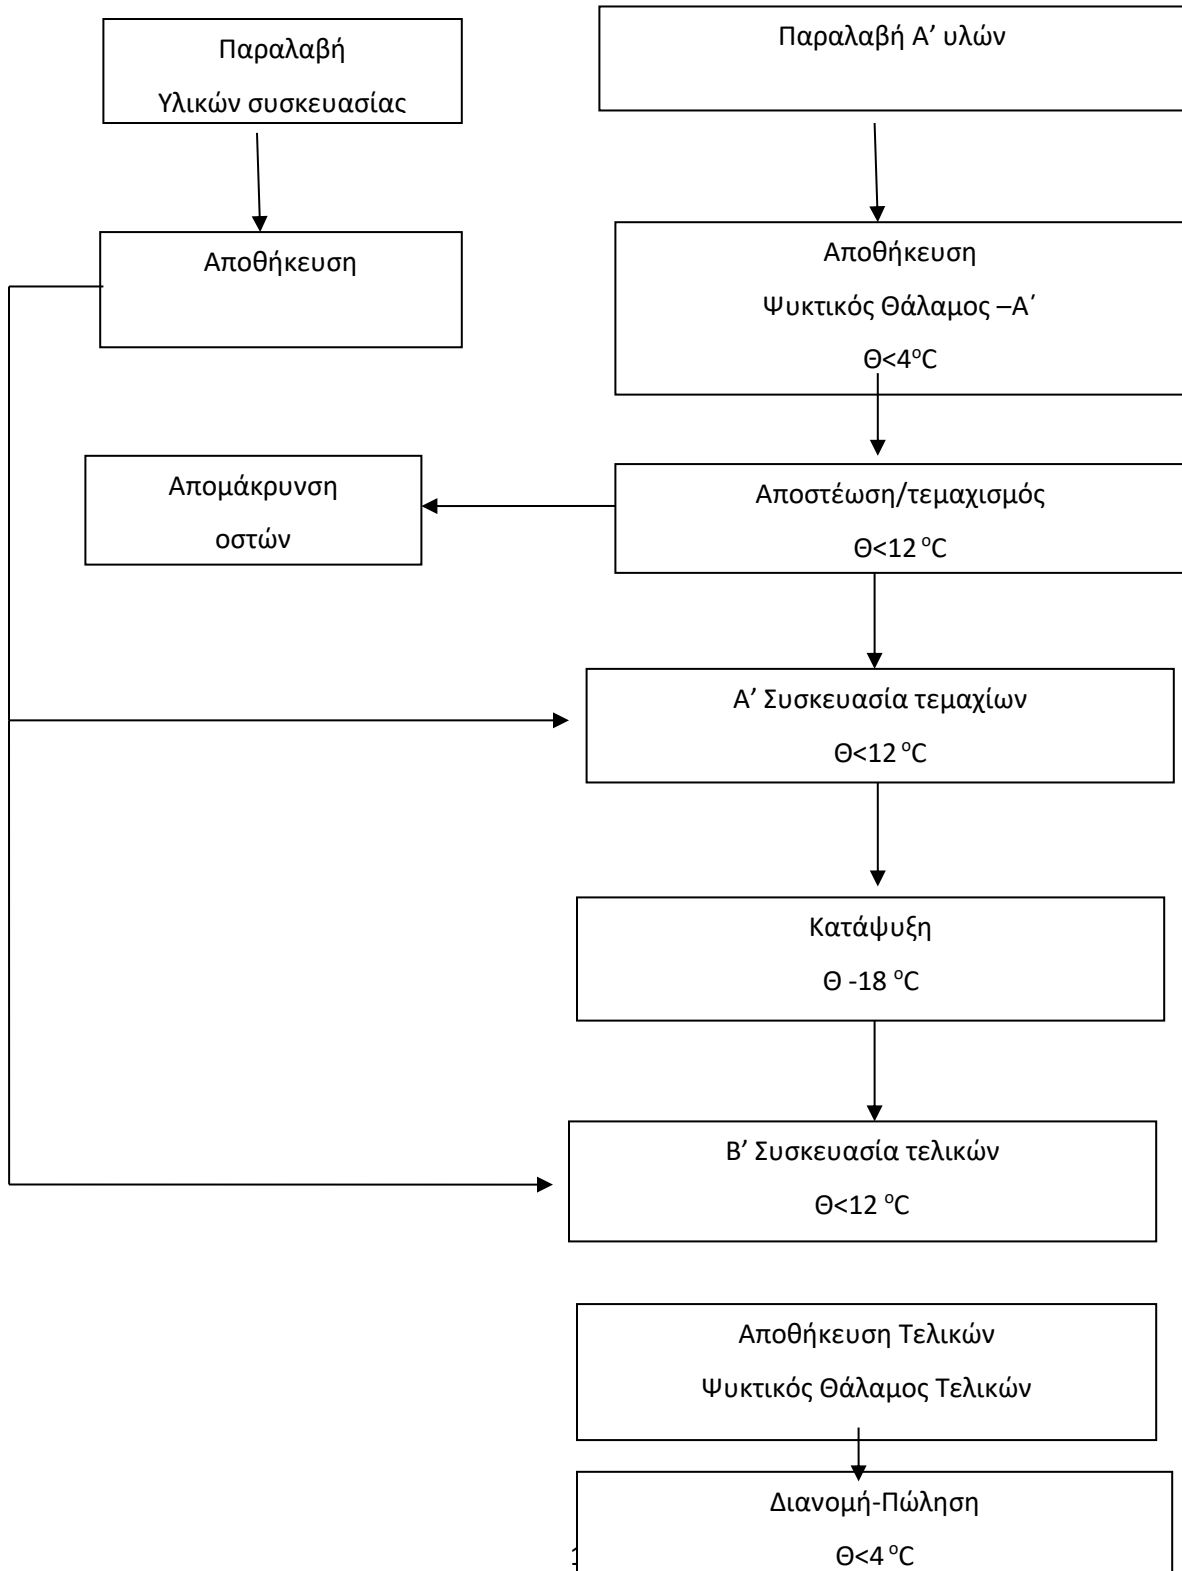 Παραλαβή
Υλικών συσκευασίας
Παραλαβή Α’ υλών
Αποθήκευση
Αποθήκευση
Ψυκτικός Θάλαμος –Α΄
Θ<4°C
Απομάκρυνση
οστών
Αποστέωση/τεμαχισμός
Θ<12 °C
Α’ Συσκευασία τεμαχίων
Θ<12 °C
Κατάψυξη
Θ -18 °C
Β’ Συσκευασία τελικών
Θ<12 °C
Αποθήκευση Τελικών
Ψυκτικός Θάλαμος Τελικών
Διανομή-Πώληση
Θ<4 °C